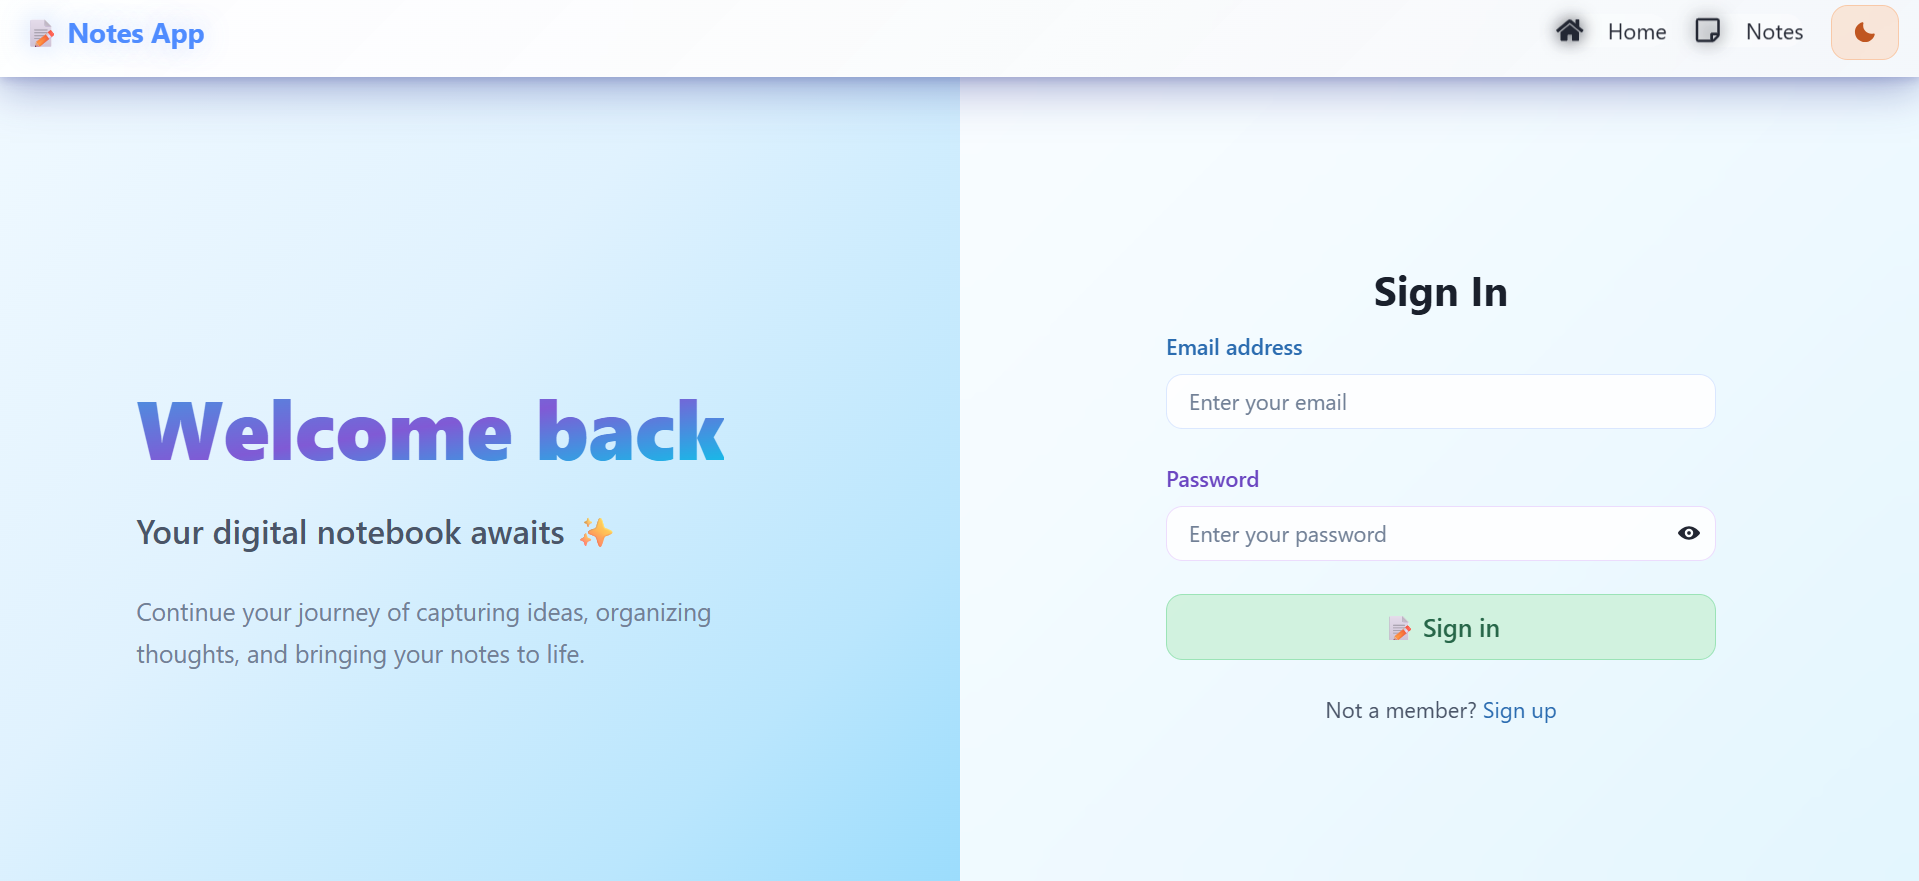 📝 Notes App
Home
Notes
Welcome back
Your digital notebook awaits ✨
Continue your journey of capturing ideas, organizing
thoughts, and bringing your notes to life.
Sign In
Email address
Enter your email
Password
Enter your password
📝 Sign in
Not a member? Sign up